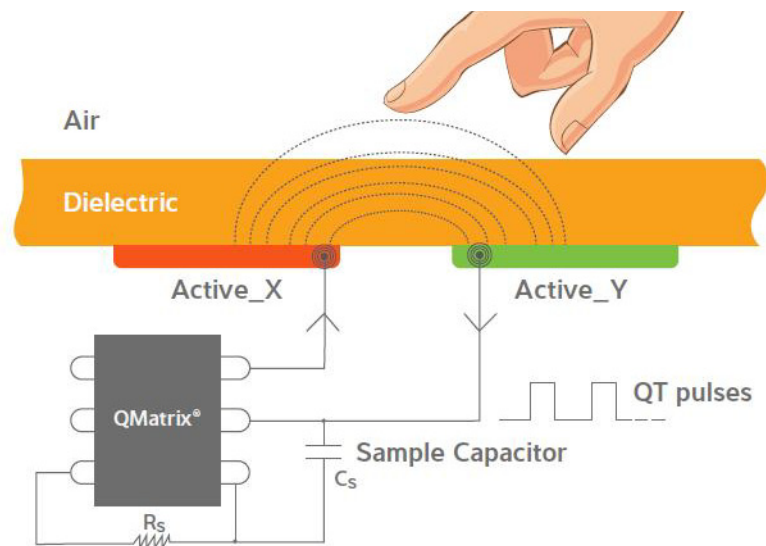 Air
Dielectric
Active_X
Active_Y
QMatrix®
QT pulses
Sample Capacitor
Cs
Rs